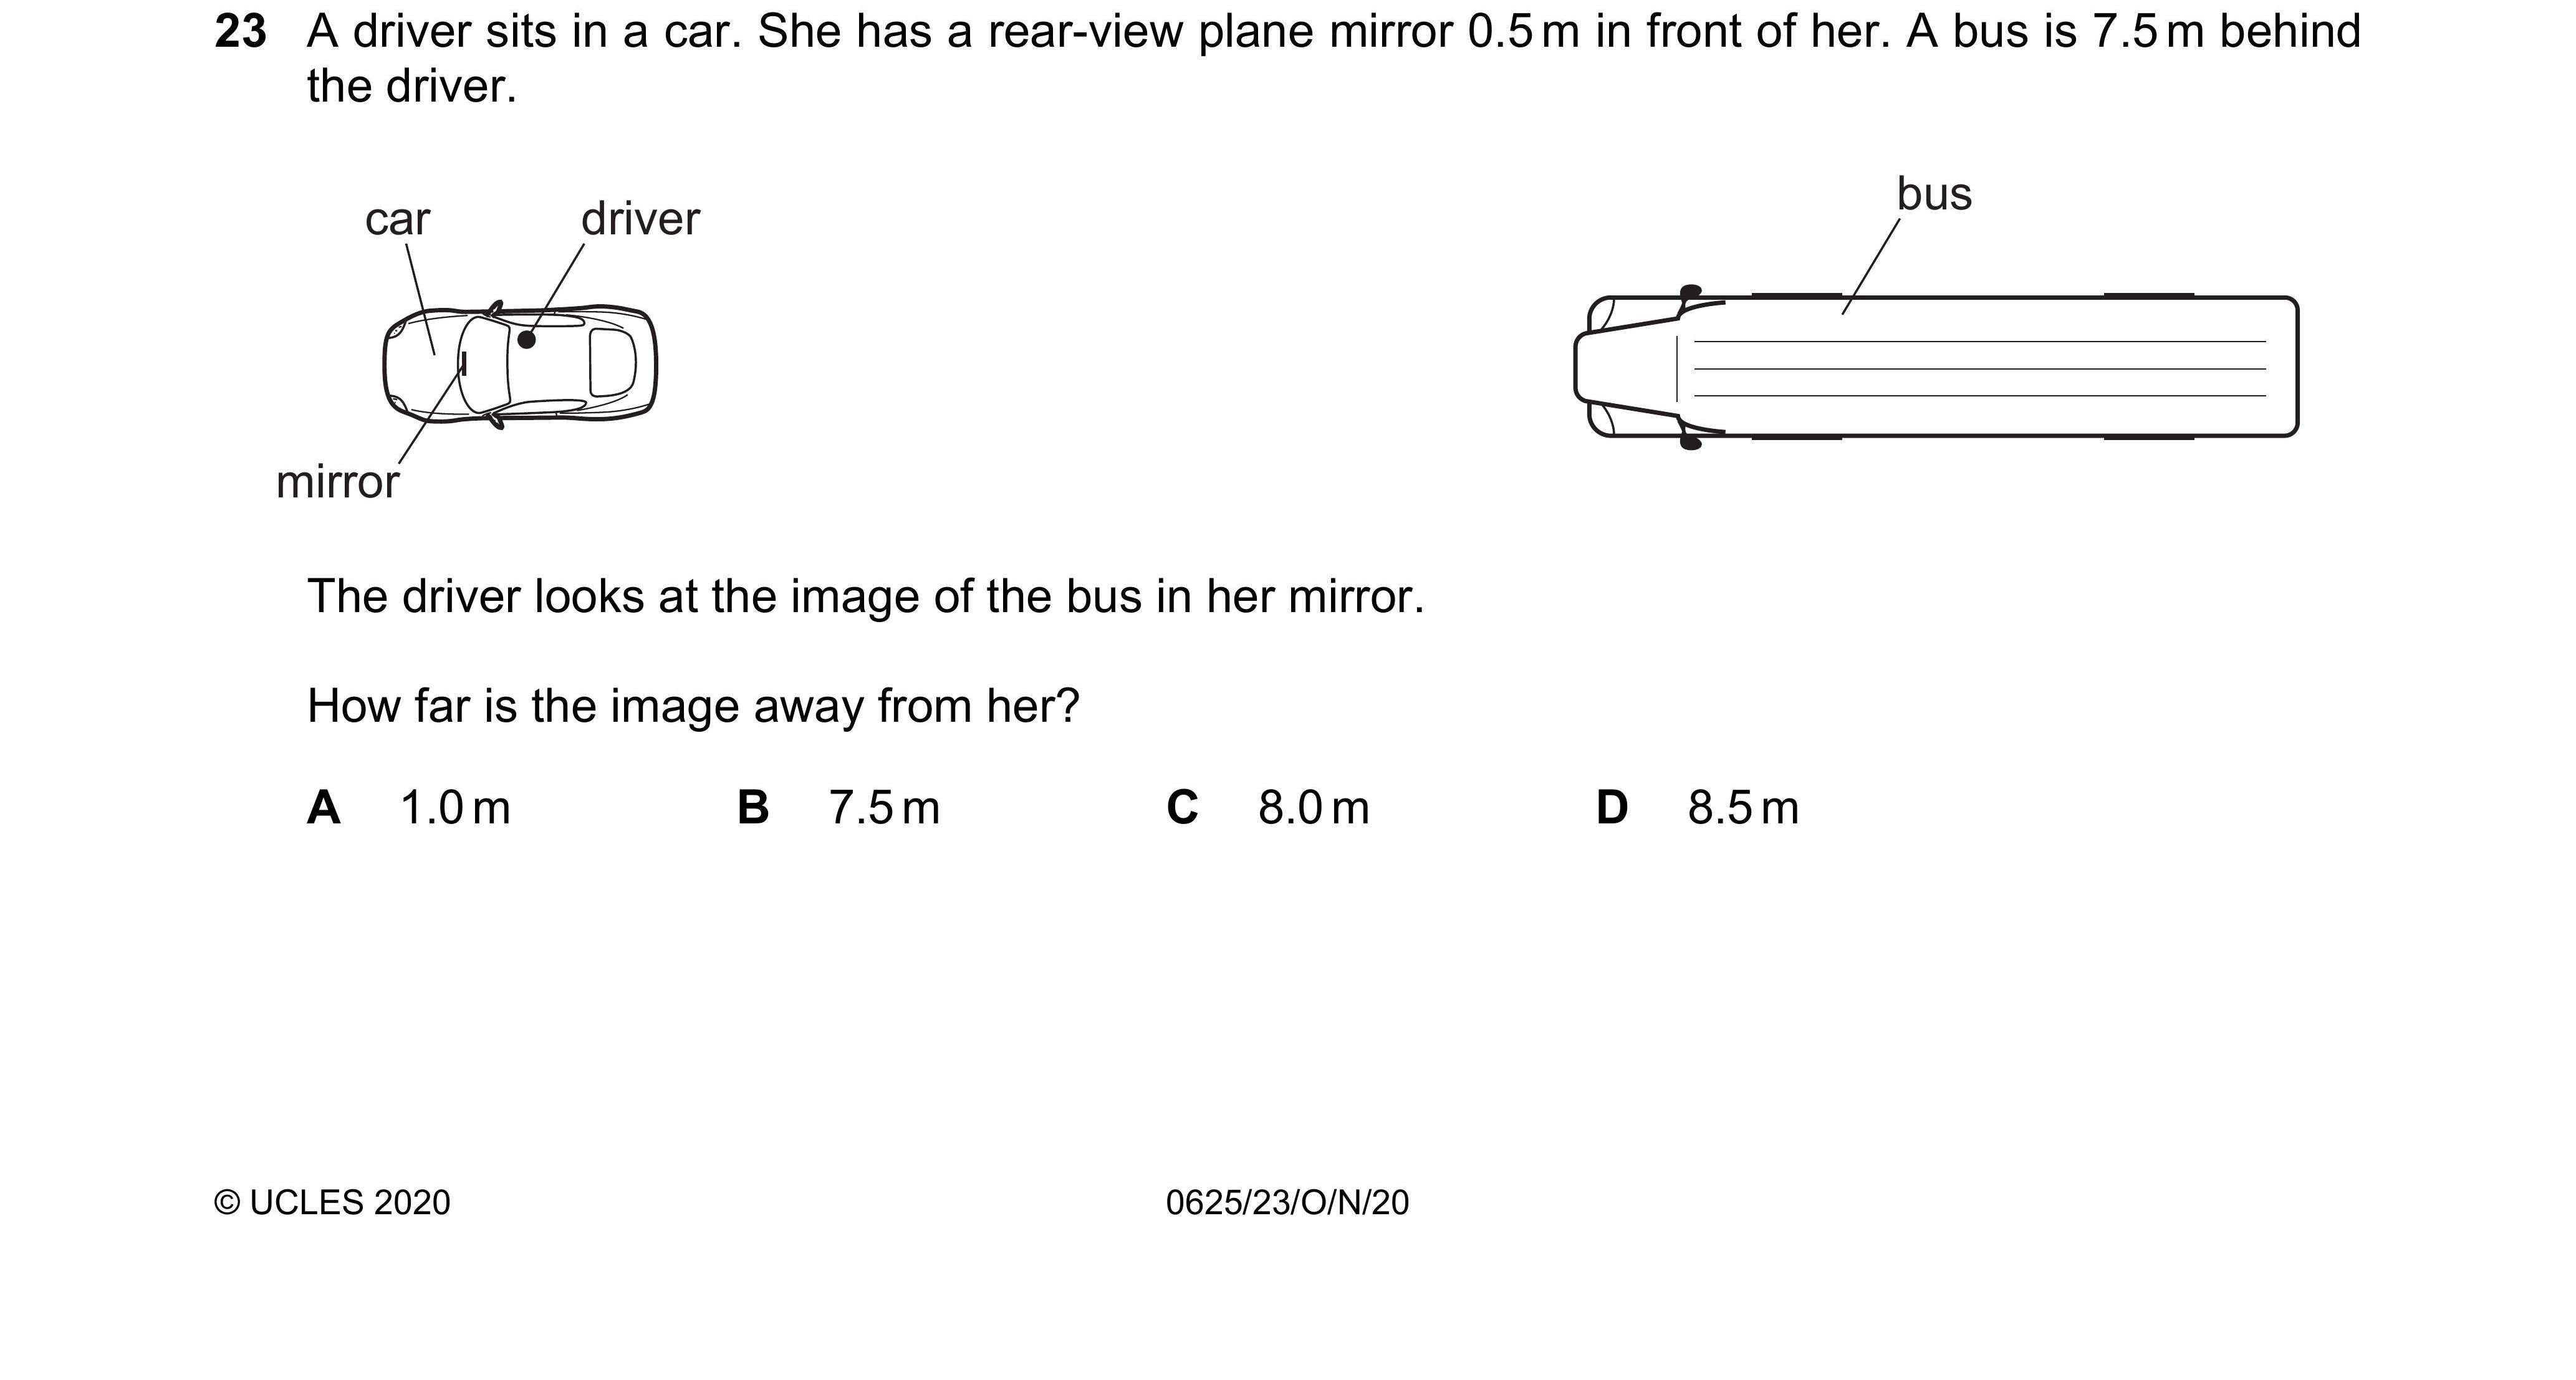 23 A driver sits in a car. She has a rear-view plane mirror 0.5 m in front of her. A bus is 7.5 m behind
the driver.
bus
car driver
mirror
The driver looks at the image of the bus in her mirror.
How far is the image away from her?
A 1.0 m B 7.5 m C 8.0 m D 8.5 m
© UCLES 2020 0625/23/O/N/20